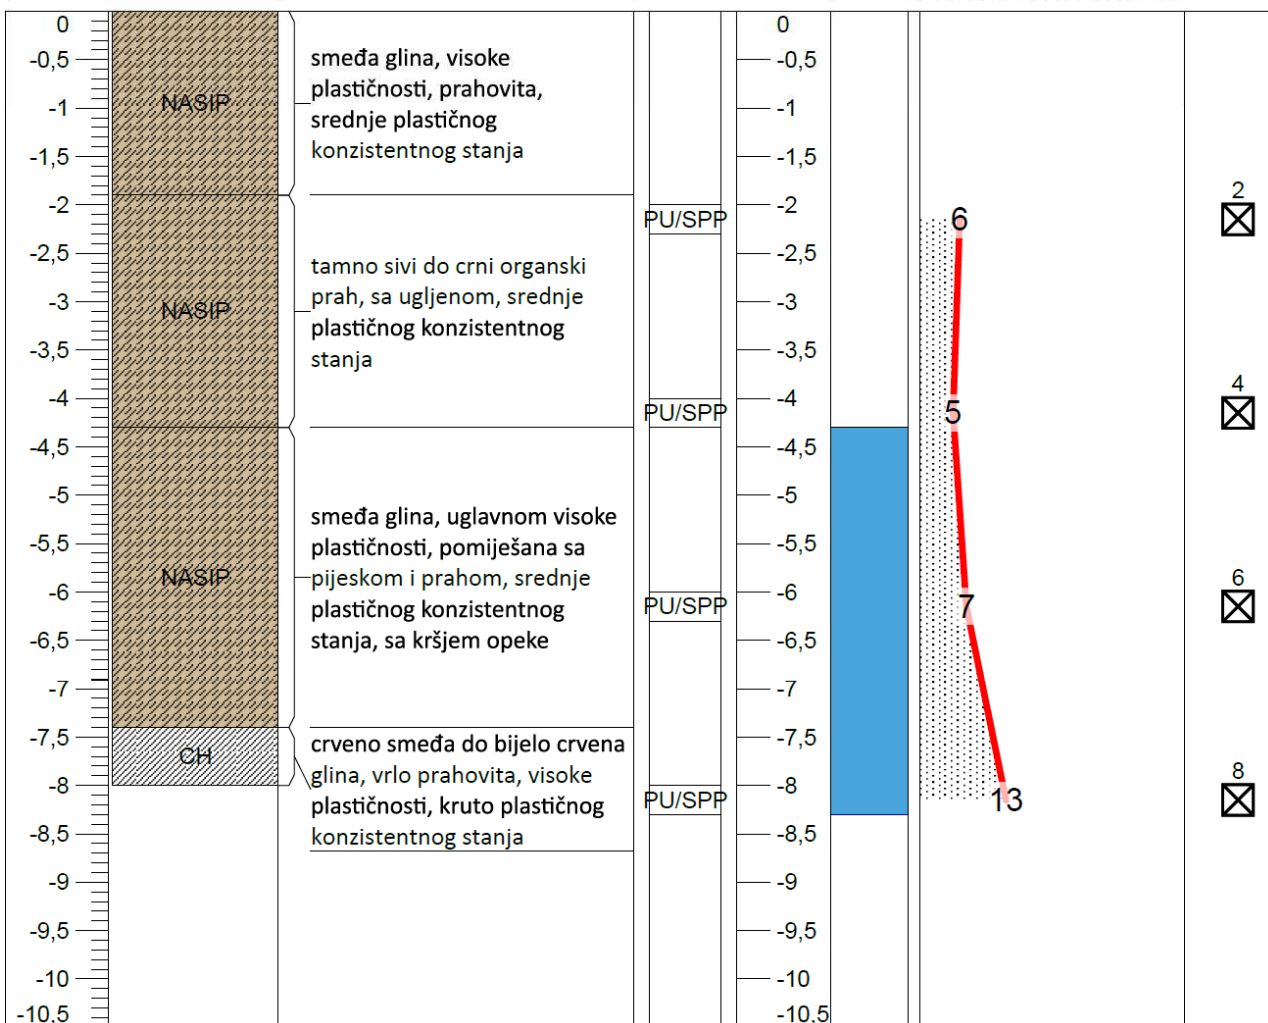 0
-0,5
-1
-1,5
-2
-2,5
-3
-3,5
-4
-4,5
-5
-5,5
-6
-6,5
-7
-7,5
-8
-8,5
-9
-9,5
-10
-10,5
NASIP
NASIP
NASIP
CH
smeđa glina, visoke
plastičnosti, prahovita,
srednje plastičnog
konzistentnog stanja
tamno sivi do crni organski
prah, sa ugljenom, srednje
plastičnog konzistentnog
stanja
smeđa glina, uglavnom visoke
plastičnosti, pomiješana sa
pijeskom i prahom, srednje
plastičnog konzistentnog
stanja, sa kršjem opeke
crveno smeđa do bijelo crvena
glina, vrlo prahovita, visoke
plastičnosti, kruto plastičnog
konzistentnog stanja
PU/SPP
PU/SPP
PU/SPP
PU/SPP
0
-0,5
-1
-1,5
-2
-2,5
-3
-3,5
-4
-4,5
-5
-5,5
-6
-6,5
-7
-7,5
-8
-8,5
-9
-9,5
-10
-10,5
6
5
7
13
2
4
6
8